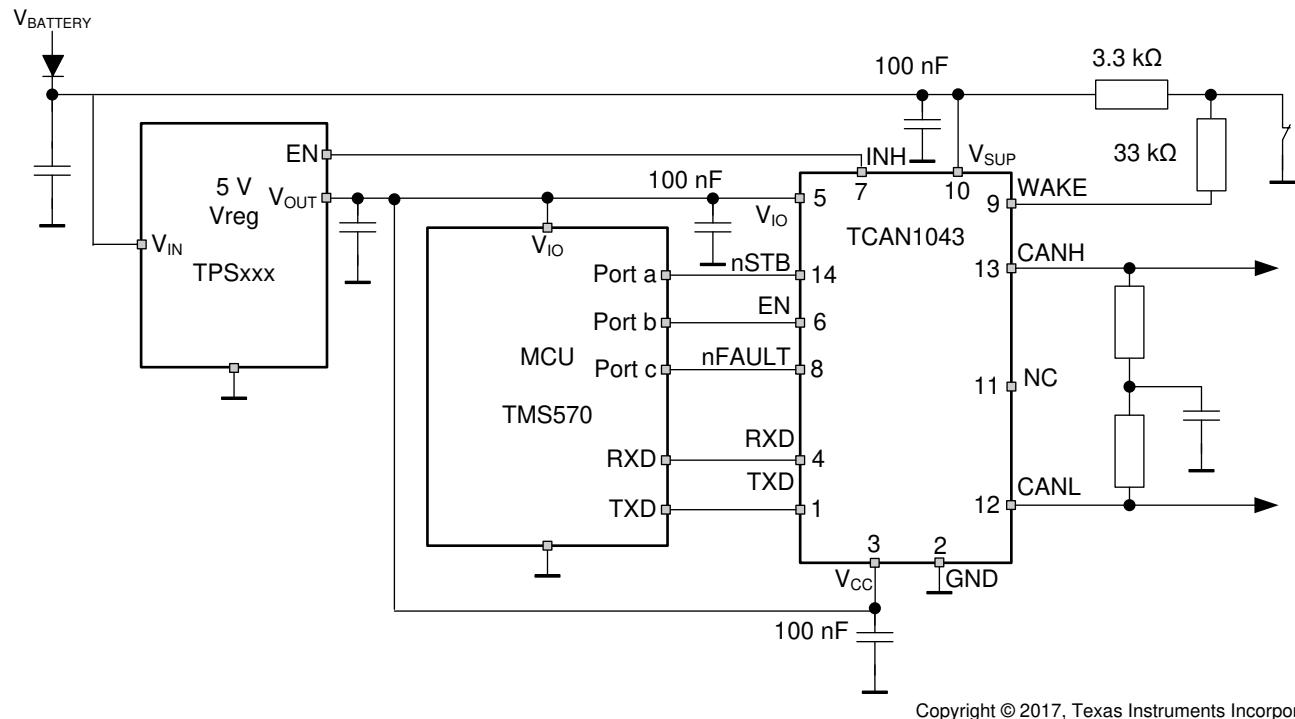 VBATTERY
100 nF
3.3 kΩ
33 kΩ
EN
5 V
Vreg
VOUT
VIN
TPSxxx
100 nF
INH
7
VSUP
10
WAKE
9
5
VIO
TCAN1043
VIO
Port a
nSTB
14
Port b
EN
6
Port c
nFAULT
8
MCU
TMS570
RXD
RXD
4
TXD
TXD
1
13
CANH
11
NC
12
CANL
3
2
VCC
GND
100 nF
Copyright © 2017, Texas Instruments Incorpor